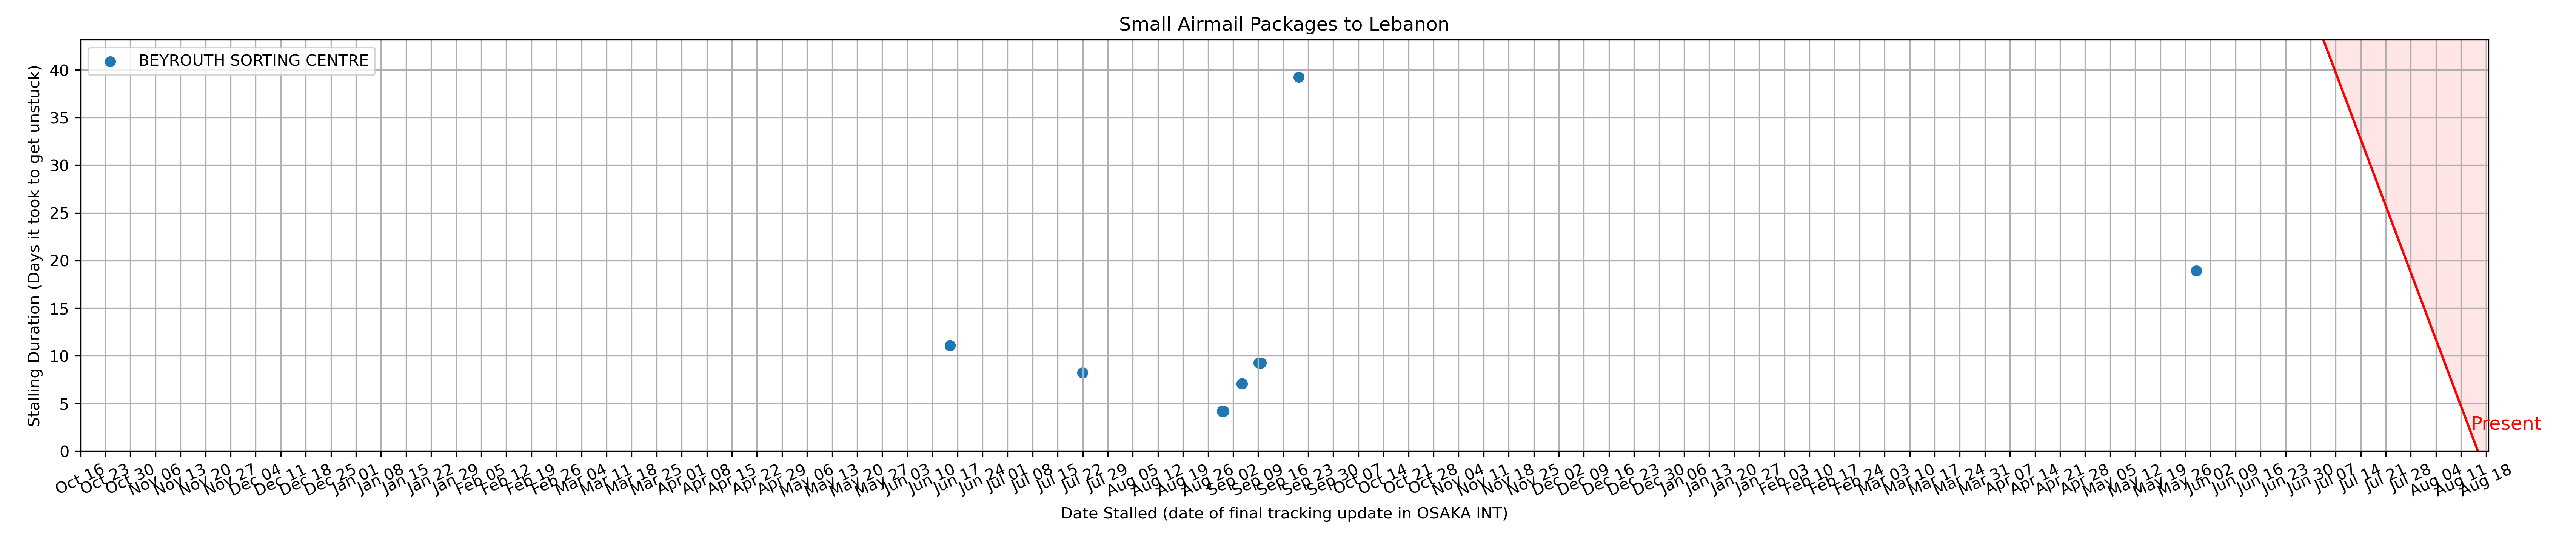 Small Airmail Packages to Lebanon
BEYROUTH SORTING CENTRE
Stalling Duration (Days it took to get unstuck)
40
35
30
25
20
15
10
5
0
Present
Oct 16 Oct 23 Oct 30 Nov 06 Nov 13 Nov 20 Nov 27 Dec 04 Dec 11 Dec 18 Dec 25 Jan 01 Jan 08 Jan 15 Jan 22 Jan 29 Feb 05 Feb 12 Feb 19 Feb 26 Mar 04 Mar 11 Mar 18 Mar 25 Apr 01 Apr 08 Apr 15 Apr 22 Apr 29 May 06 May 13 May 20 May 27 Jun 03 Jun 10 Jun 17 Jun 24 Jul 01 Jul 08 Jul 15 Jul 22 Jul 29 Aug 05 Aug 12 Aug 19 Aug 26 Sep 02 Sep 09 Sep 16 Sep 23 Sep 30 Oct 07 Oct 14 Oct 21 Oct 28 Nov 04 Nov 11 Nov 18 Nov 25 Dec 02 Dec 09 Dec 16 Dec 23 Dec 30 Jan 06 Jan 13 Jan 20 Jan 27 Feb 03 Feb 10 Feb 17 Feb 24 Mar 03 Mar 10 Mar 17 Mar 24 Mar 31 Apr 07 Apr 14 Apr 21 Apr 28 May 05 May 12 May 19 May 26 Jun 02 Jun 09 Jun 16 Jun 23 Jun 30 Jul 07 Jul 14 Jul 21 Jul 28 Aug 04 Aug 11 Aug 18
Date Stalled (date of final tracking update in OSAKA INT)